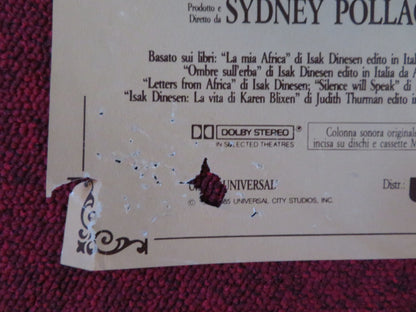 Prodotto e
Diretto da SYDNEY POLLAC
Basato sui libri: "La mia Africa" di Isak Dinesen edito in Ital
"Ombre sull'erba" di Isak Dinesen edito in Italia da
"Letters from Africa" di Isak Dinesen; "Silence will Speak" di
"Isak Dinesen: La vita di Karen Blixen" di Judith Thurman edito in
DOLBY STEREO
IN SELECTED THEATRES
Colonna sonora original
incisa su dischi e cassette M
UNIVERSAL
Distr.:
© 1985 UNIVERSAL CITY STUDIOS, INC.